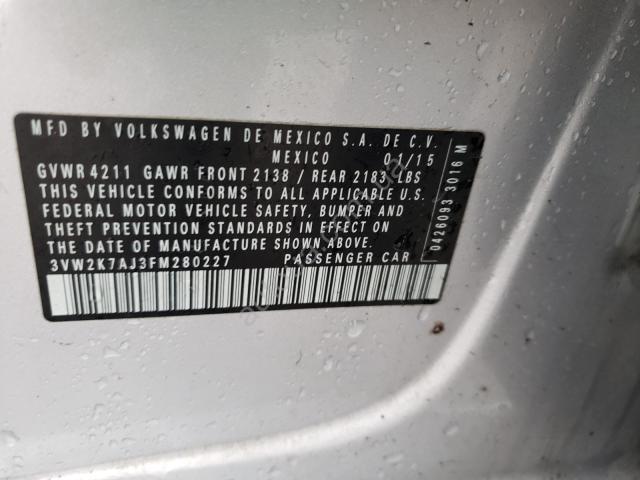 MFD BY VOLKSWAGEN DE MEXICO S.A. DE C.V.
MEXICO 01/15
GVWR 4211 GAWR FRONT 2138 / REAR 2183 LBS
THIS VEHICLE CONFORMS TO ALL APPLICABLE U.S.
FEDERAL MOTOR VEHICLE SAFETY, BUMPER AND
THEFT PREVENTION STANDARDS IN EFFECT ON
THE DATE OF MANUFACTURE SHOWN ABOVE.
3VW2K7AJ3FM280227 PASSENGER CAR
0426093 3016 M